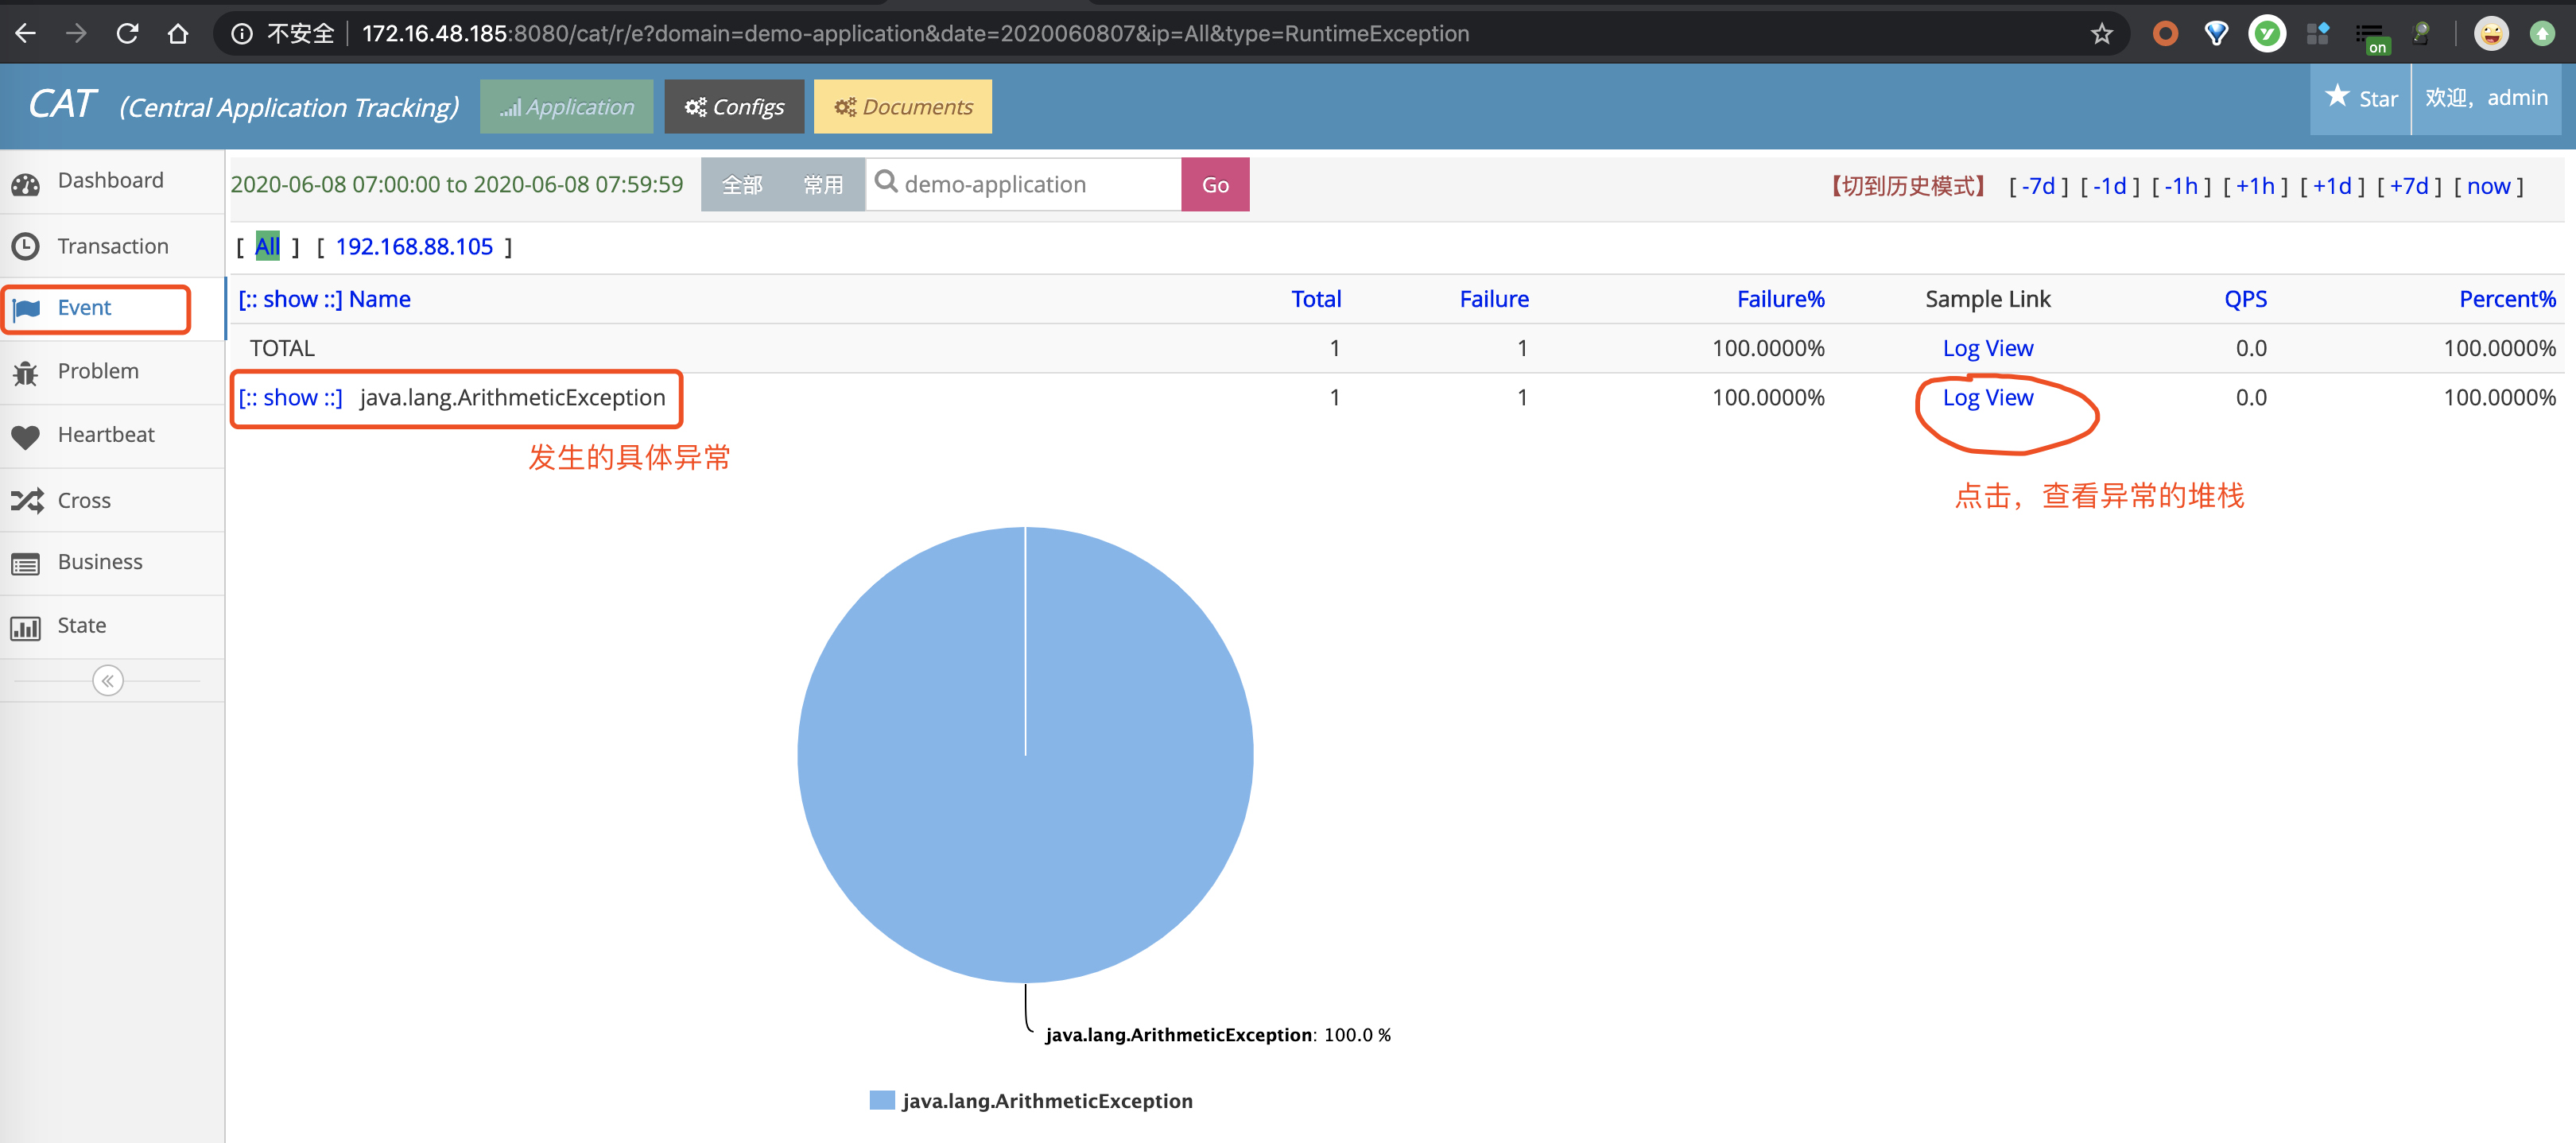 不安全 172.16.48.185:8080/cat/r/e?domain=demo-application&date=2020060807&ip=All&type=RuntimeException
on
CAT (Central Application Tracking) Application Configs Documents Star 欢迎，admin
Dashboard
Transaction
Event
Problem
Heartbeat
Cross
Business
State
2020-06-08 07:00:00 to 2020-06-08 07:59:59 全部 常用 demo-application Go 【切到历史模式】 [ -7d ] [ -1d ] [ -1h ] [ +1h ] [ +1d ] [ +7d ] [ now ]
[ All ] [ 192.168.88.105 ]
[:: show ::] Name Total Failure Failure% Sample Link QPS Percent%
TOTAL 1 1 100.0000% Log View 0.0 100.0000%
[:: show ::] java.lang.ArithmeticException 1 1 100.0000% Log View 0.0 100.0000%
发生的具体异常
点击，查看异常的堆栈
java.lang.ArithmeticException: 100.0 %
java.lang.ArithmeticException